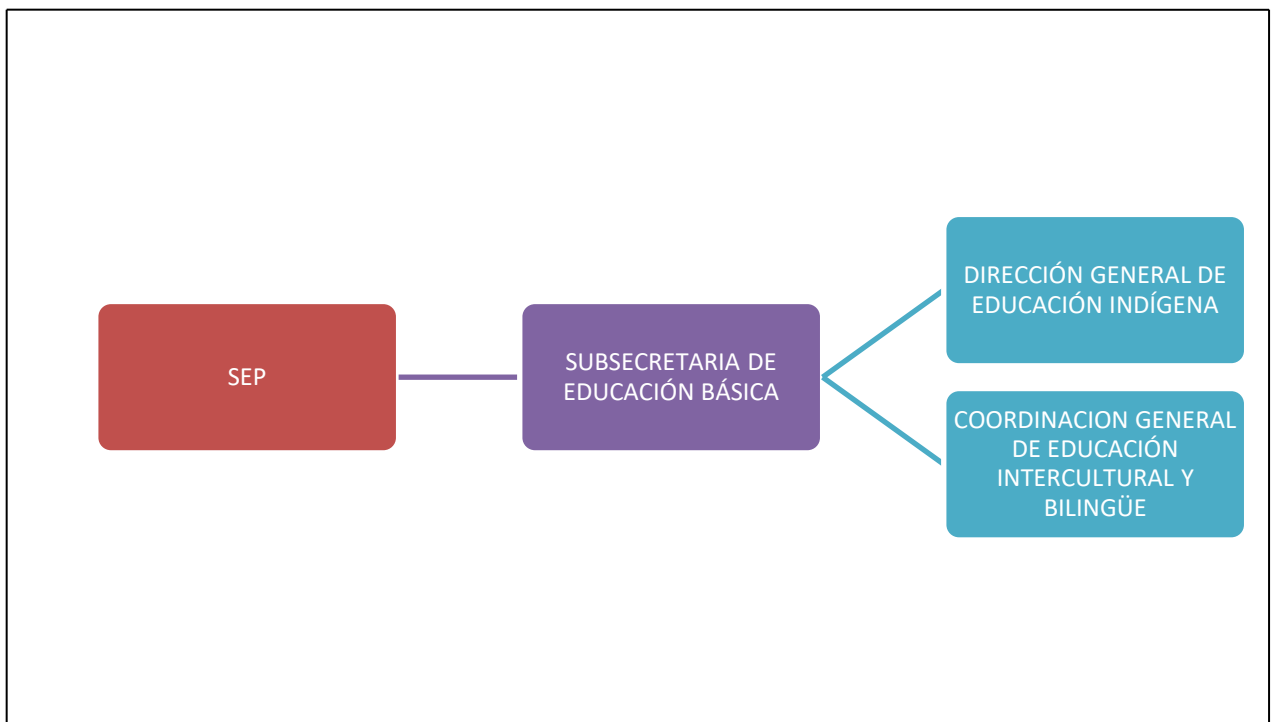 SEP
SUBSECRETARIA DE
EDUCACIÓN BÁSICA
DIRECCIÓN GENERAL DE
EDUCACIÓN INDÍGENA
COORDINACION GENERAL
DE EDUCACIÓN
INTERCULTURAL Y
BILINGÜE